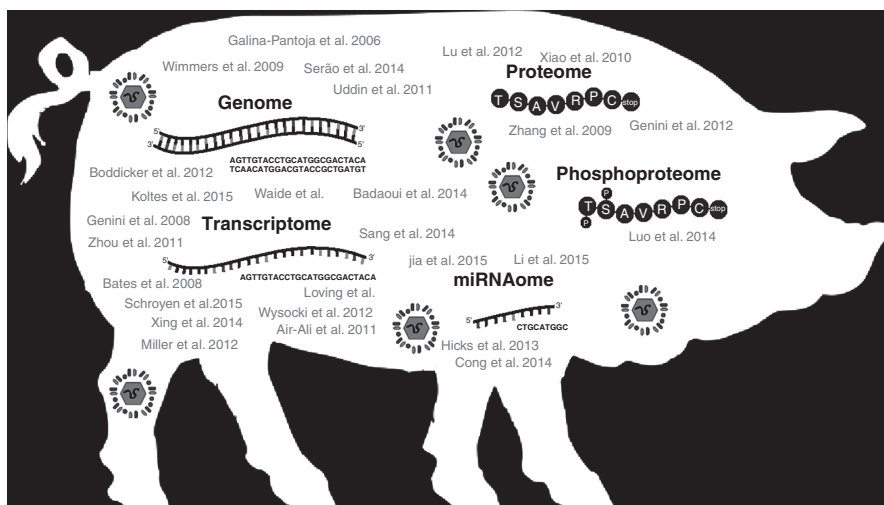 Galina-Pantoja et al. 2006
Lu et al. 2012
Xiao et al. 2010
Wimmers et al. 2009
Serão et al. 2014
Uddin et al. 2011
Proteome
T S A V R P C stop
Genome
Zhang et al. 2009
Genini et al. 2012
5'
3'
3'
5'
AGTTGTACCTGCATGGCGACTACA
TCAACATGGACGTACCGCTGATGT
Boddicker et al. 2012
Koltes et al. 2015
Waide et al.
Badaoui et al. 2014
Phosphoproteome
P
T S A V R P C stop
P
Luo et al. 2014
Genini et al. 2008
Transcriptome
Zhou et al. 2011
Sang et al. 2014
5'
3'
AGTTGTACCTGCATGGCGACTACA
jia et al. 2015
Li et al. 2015
miRNAome
5'
3'
CTGCATGGC
Bates et al. 2008
Loving et al.
Schroyen et al.2015
Wysocki et al. 2012
Xing et al. 2014
Air-Ali et al. 2011
Miller et al. 2012
Hicks et al. 2013
Cong et al. 2014